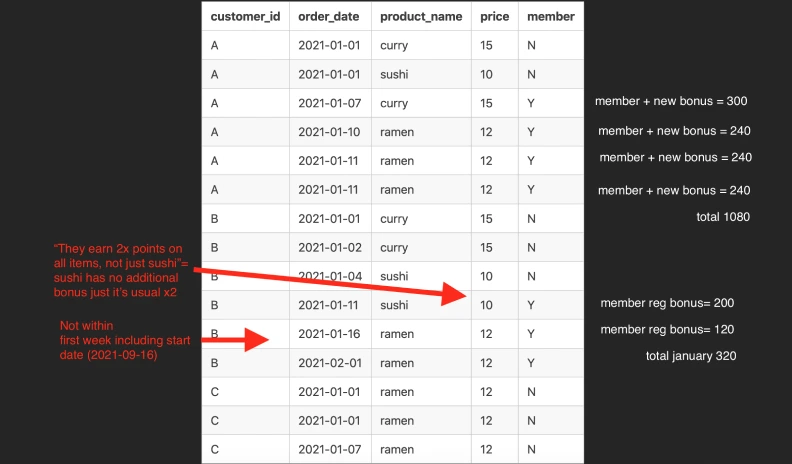 customer_id order_date product_name price member
A 2021-01-01 curry 15 N
A 2021-01-01 sushi 10 N
A 2021-01-07 curry 15 Y member + new bonus = 300
A 2021-01-10 ramen 12 Y member + new bonus = 240
A 2021-01-11 ramen 12 Y member + new bonus = 240
A 2021-01-11 ramen 12 Y member + new bonus = 240
B 2021-01-01 curry 15 N total 1080
B 2021-01-02 curry 15 N
B 2021-01-04 sushi 10 N
B 2021-01-11 sushi 10 Y member reg bonus= 200
B 2021-01-16 ramen 12 Y member reg bonus= 120
B 2021-02-01 ramen 12 Y total january 320
C 2021-01-01 ramen 12 N
C 2021-01-01 ramen 12 N
C 2021-01-07 ramen 12 N
"They earn 2x points on
all items, not just sushi"=
sushi has no additional
bonus just it's usual x2
Not within
first week including start
date (2021-09-16)